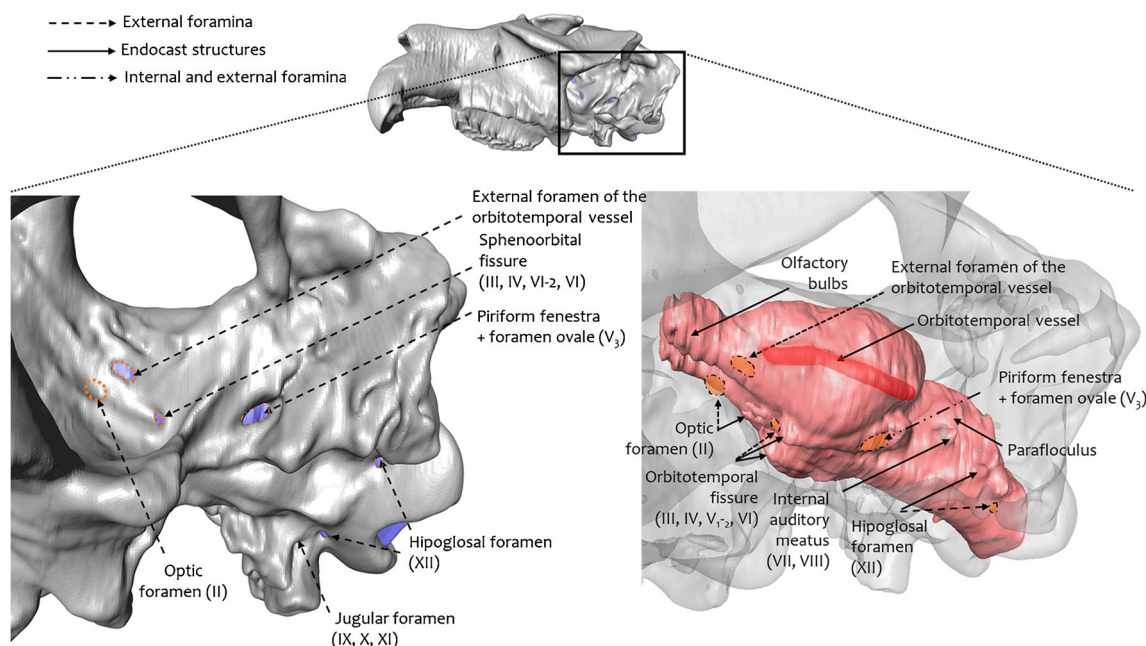 External foramina
Endocast structures
Internal and external foramina
External foramen of the
orbitotemporal vessel
Sphenoorbital
fissure
(III, IV, VI-2, VI)
Piriform fenestra
+ foramen ovale (V₃)
Hipoglosal foramen
(XII)
Optic
foramen (II)
Jugular foramen
(IX, X, XI)
Olfactory
bulbs
External foramen of the
orbitotemporal vessel
Orbitotemporal vessel
Piriform fenestra
+ foramen ovale (V₃)
Parafloculus
Optic
foramen (II)
Orbitotemporal
fissure
(III, IV, V₁-₂, VI)
Internal
auditory
meatus
(VII, VIII)
Hipoglosal
foramen
(XII)